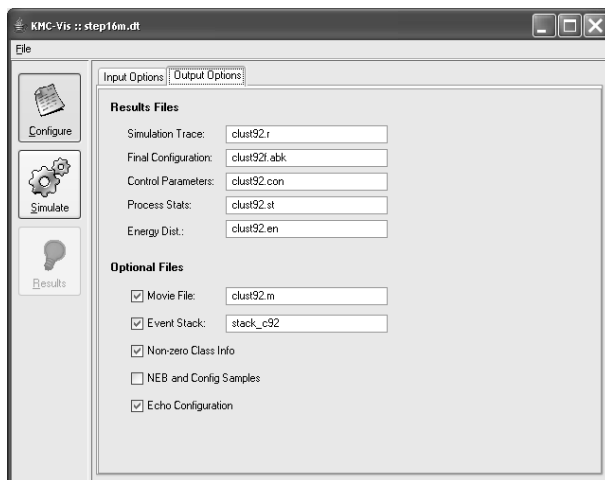 KMC-Vis :: step16m.dt
File
Configure
Simulate
Results
Input Options
Output Options
Results Files
Simulation Trace: clust92.r
Final Configuration: clust92f.abk
Control Parameters: clust92.con
Process Stats: clust92.st
Energy Dist.: clust92.en
Optional Files
Movie File: clust92.m
Event Stack: stack_c92
Non-zero Class Info
NEB and Config Samples
Echo Configuration